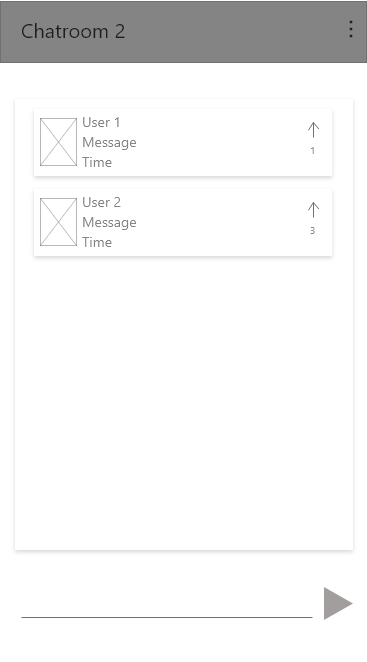 Chatroom 2
User 1
Message
Time
1
User 2
Message
Time
3